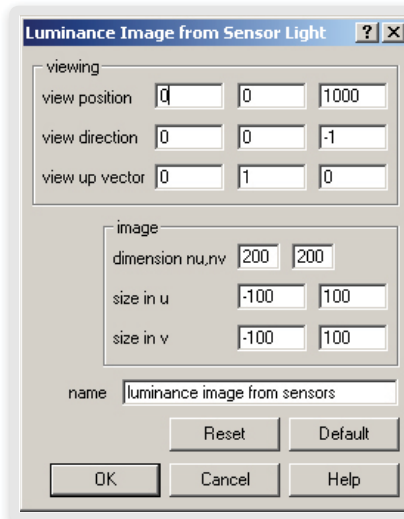 Luminance Image from Sensor Light ? X
viewing
view position 0 0 1000
view direction 0 0 -1
view up vector 0 1 0
image
dimension nu,nv 200 200
size in u -100 100
size in v -100 100
name luminance image from sensors
Reset Default
OK Cancel Help